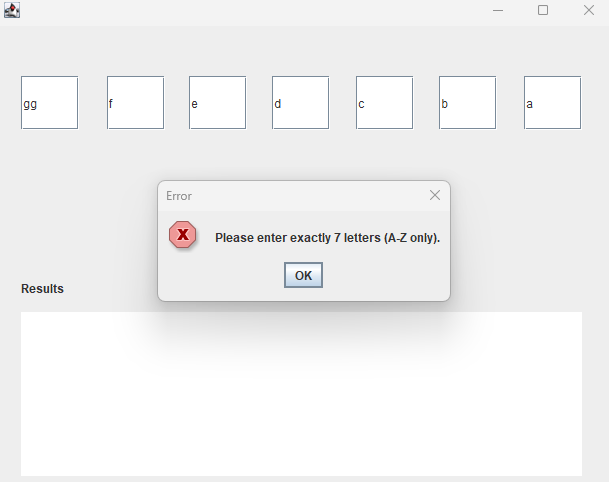 gg f e d c b a
Error
Please enter exactly 7 letters (A-Z only).
OK
Results